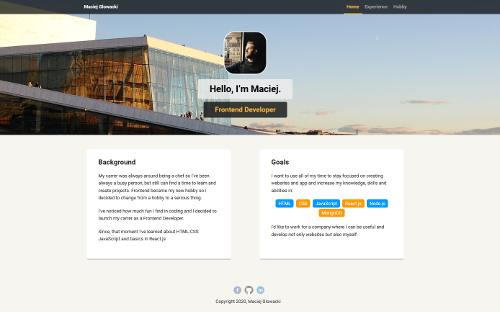 Maciej Glowacki
Home Experience Hobby
Hello, I'm Maciej.
Frontend Developer
Background
My carrer was always around being a chef so I've been
always a busy person, but still can find a time to learn and
create projects. Frontend become my new hobby so I
decided to change from a hobby to a serious thing.
I've noticed how much fun I find in coding and I decided to
launch my carrer as a Frontend Developer.
Since, that moment I've learned about HTML, CSS
JavaScript and basics in React.js
Goals
I want to use all of my time to stay focused on creating
websites and app and increase my knowledge, skills and
abilities in:
HTML CSS JavaScript React.js Node.js
MongoDB
I'd like to work for a company where I can be useful and
develop not only websites but also myself.
Copyright 2020, Maciej Glowacki